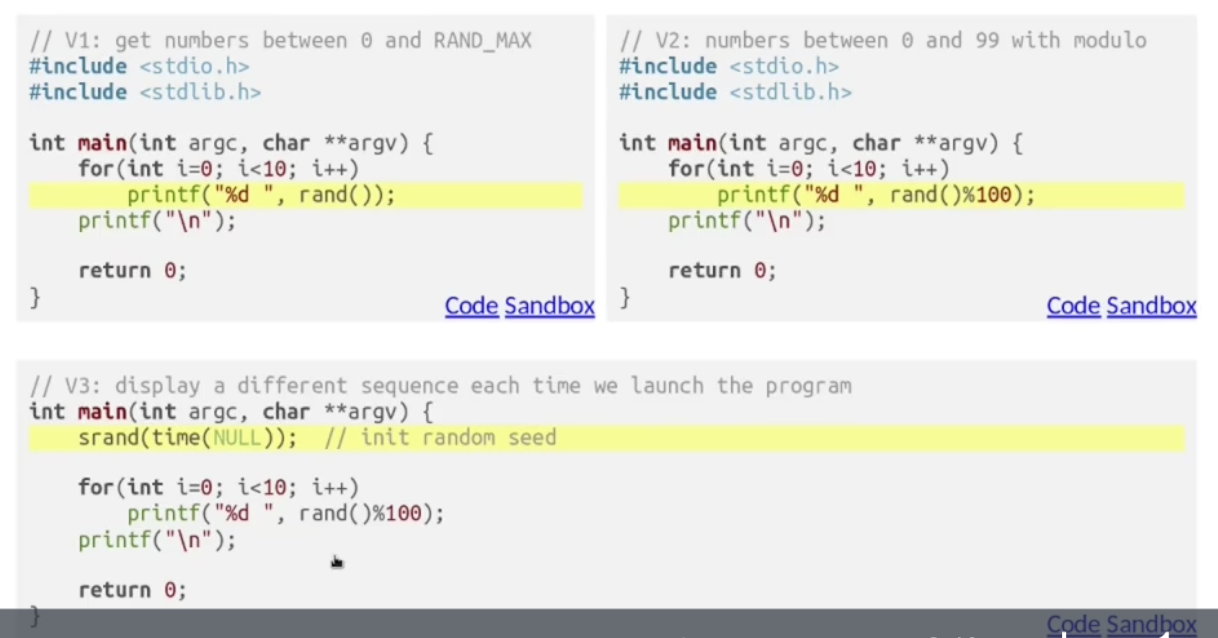 // V1: get numbers between 0 and RAND_MAX
#include <stdio.h>
#include <stdlib.h>

int main(int argc, char **argv) {
    for(int i=0; i<10; i++)
        printf("%d ", rand());
    printf("\n");

    return 0;
}
Code Sandbox
// V2: numbers between 0 and 99 with modulo
#include <stdio.h>
#include <stdlib.h>

int main(int argc, char **argv) {
    for(int i=0; i<10; i++)
        printf("%d ", rand()%100);
    printf("\n");

    return 0;
}
Code Sandbox
// V3: display a different sequence each time we launch the program
int main(int argc, char **argv) {
    srand(time(NULL));  // init random seed

    for(int i=0; i<10; i++)
        printf("%d ", rand()%100);
    printf("\n");

    return 0;
}
Code Sandbox